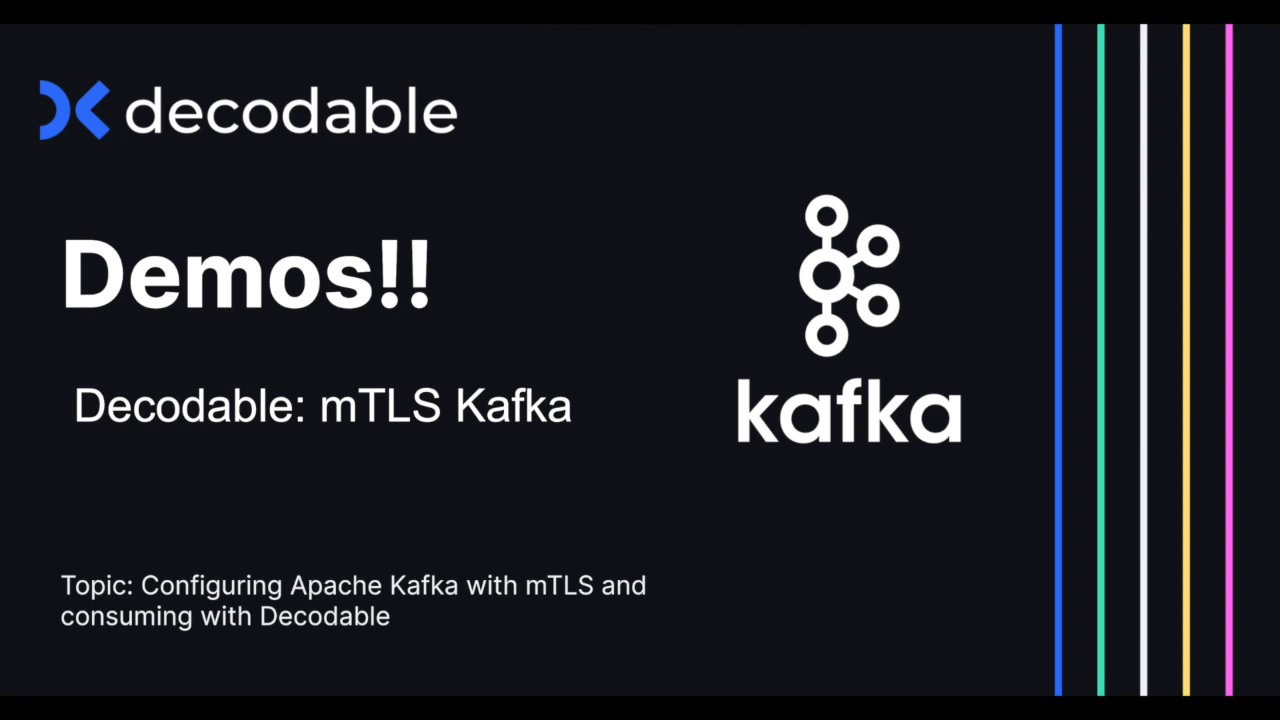 decodable
Demos!!
Decodable: mTLS Kafka
kafka
Topic: Configuring Apache Kafka with mTLS and
consuming with Decodable